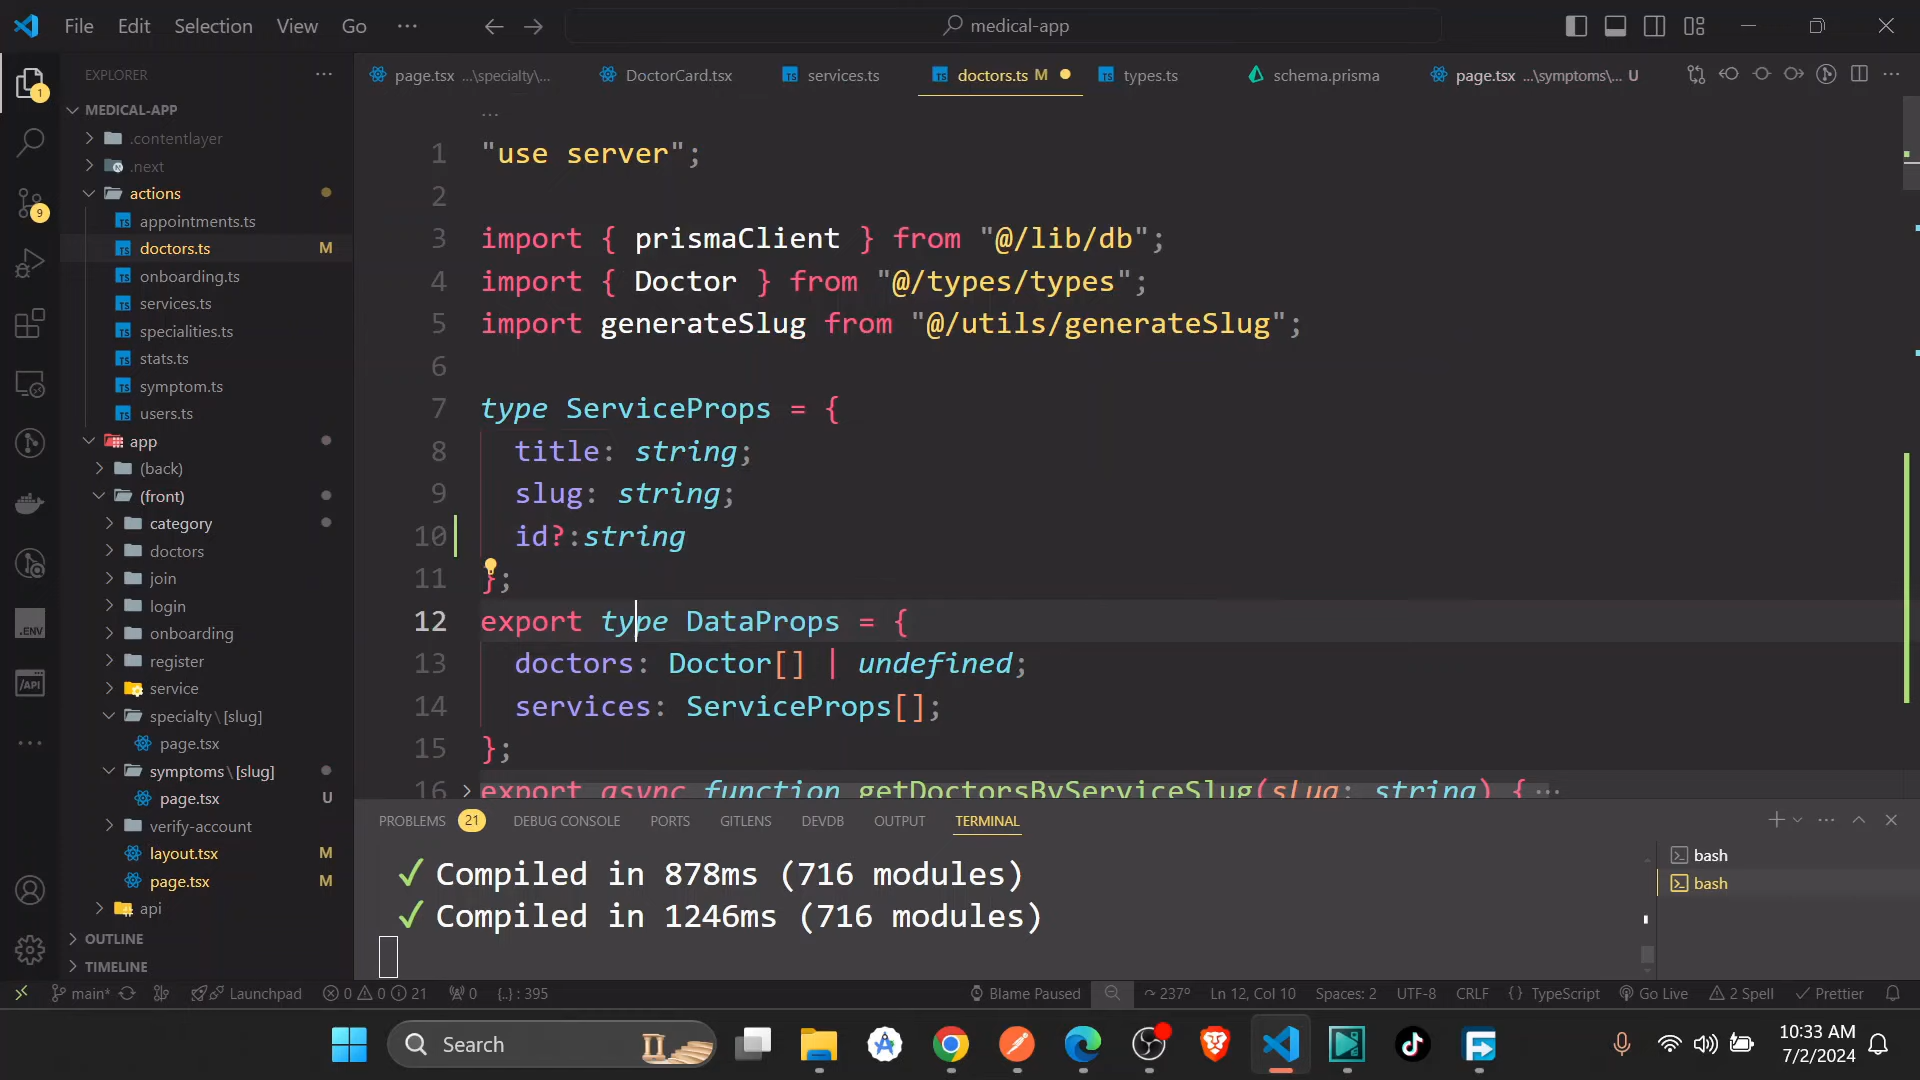 File Edit Selection View Go ··· medical-app
EXPLORER ···
page.tsx ...\specialty\... DoctorCard.tsx services.ts doctors.ts M types.ts schema.prisma page.tsx ...\symptoms\... U ···
MEDICAL-APP
.contentlayer
.next
actions
appointments.ts
doctors.ts M
onboarding.ts
services.ts
specialities.ts
stats.ts
symptom.ts
users.ts
app
(back)
(front)
category
doctors
join
login
onboarding
register
service
specialty\[slug]
page.tsx
symptoms\[slug]
page.tsx U
verify-account
layout.tsx M
page.tsx M
api
OUTLINE
TIMELINE
.ENV
/API
1
9
···
1 "use server";
2
3 import { prismaClient } from "@/lib/db";
4 import { Doctor } from "@/types/types";
5 import generateSlug from "@/utils/generateSlug";
6
7 type ServiceProps = {
8 title: string;
9 slug: string;
10 id?:string
11 };
12 export type DataProps = {
13 doctors: Doctor[] | undefined;
14 services: ServiceProps[];
15 };
16 export async function getDoctorsByServiceSlug(slug: string) {···
PROBLEMS 21 DEBUG CONSOLE PORTS GITLENS DEVDB OUTPUT TERMINAL
✓ Compiled in 878ms (716 modules)
✓ Compiled in 1246ms (716 modules)
bash
bash
main* Launchpad 0 0 21 0 {..} : 395 Blame Paused 237° Ln 12, Col 10 Spaces: 2 UTF-8 CRLF {} TypeScript Go Live 2 Spell Prettier
Search
10:33 AM
7/2/2024